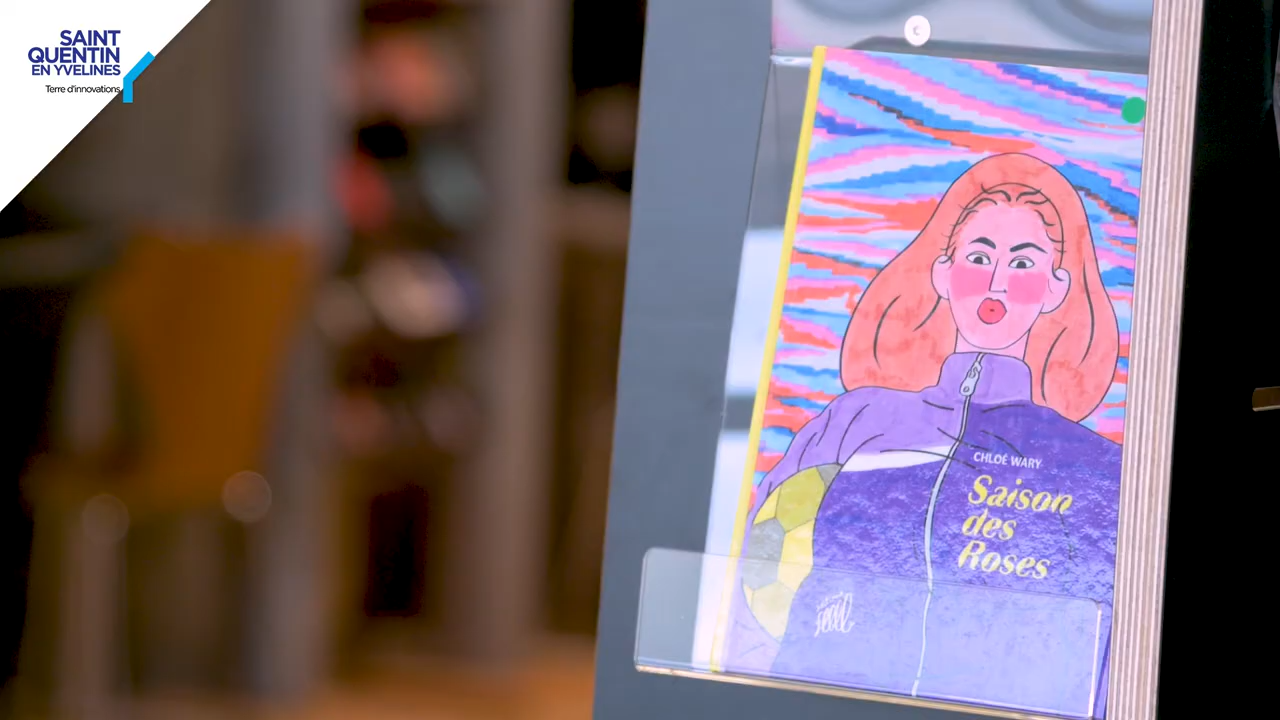 SAINT
QUENTIN
EN YVELINES
Terre d'innovations
CHLOÉ WARY
Saison
des
Roses